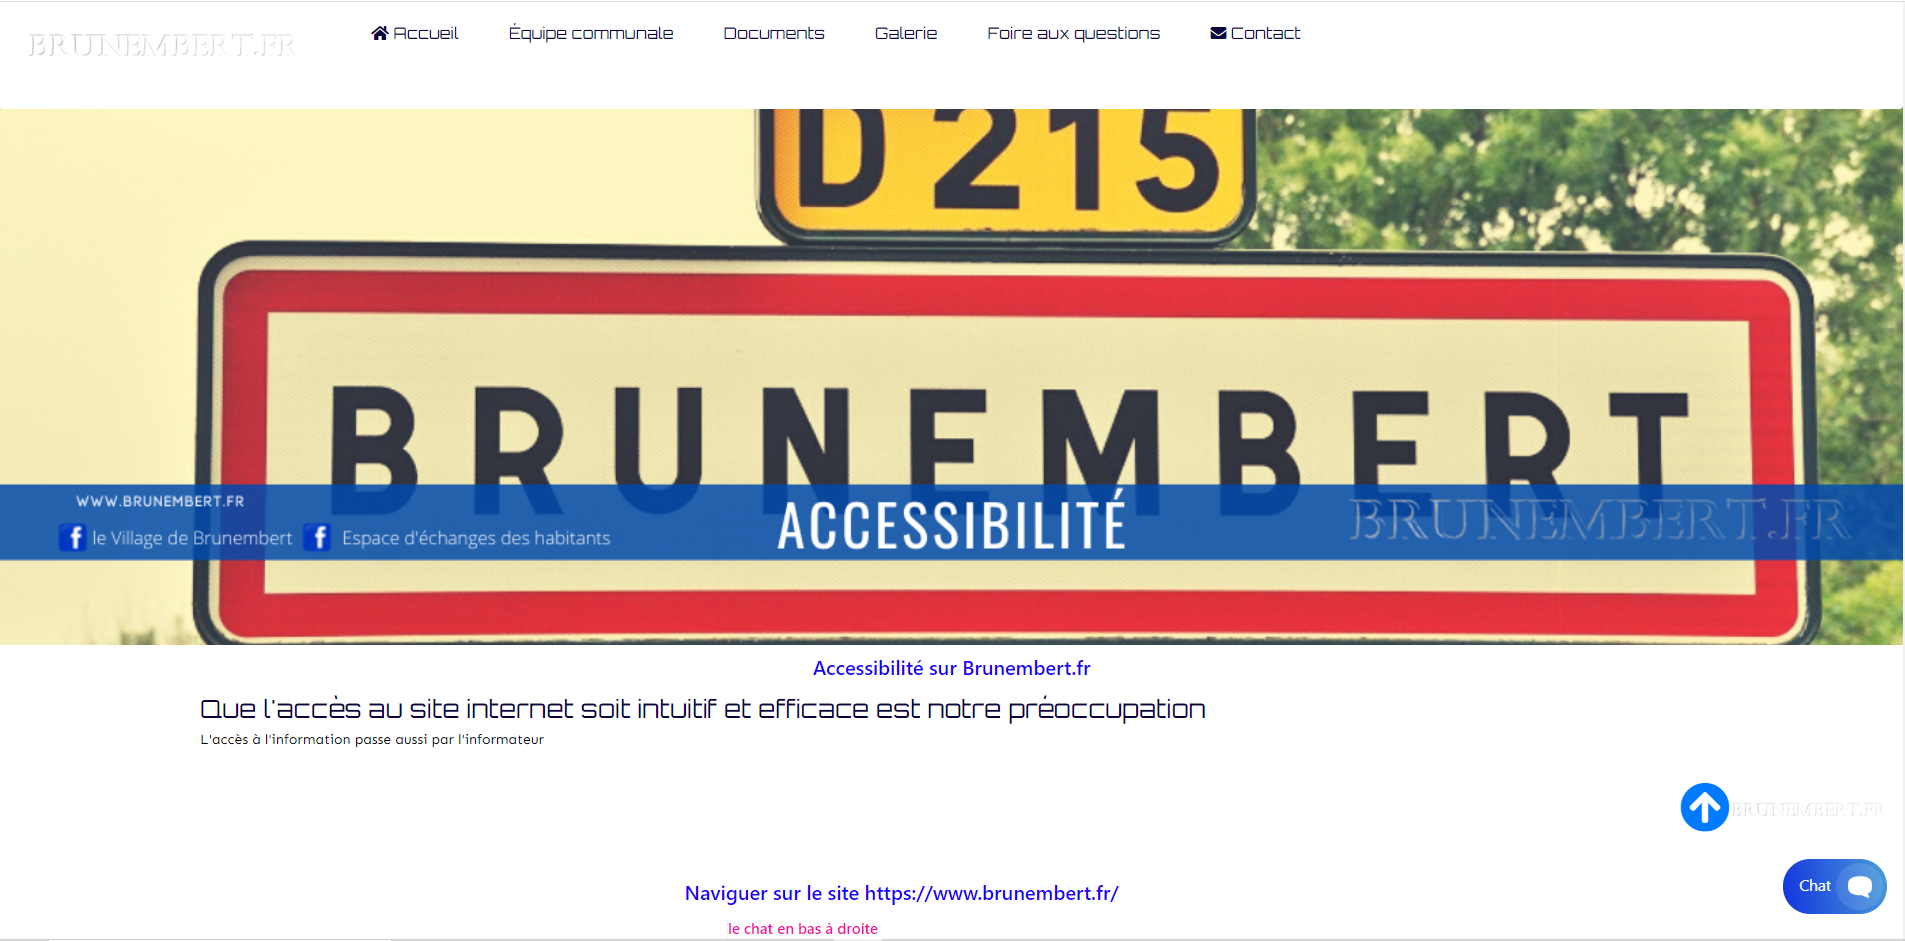 BRUNEMBERT.FR
Accueil Équipe communale Documents Galerie Foire aux questions Contact
D 215
BRUNEMBERT
WWW.BRUNEMBERT.FR
le Village de Brunembert Espace d'échanges des habitants
ACCESSIBILITÉ
BRUNEMBERT.FR
Accessibilité sur Brunembert.fr
Que l'accès au site internet soit intuitif et efficace est notre préoccupation
L'accès à l'information passe aussi par l'informateur
BRUNEMBERT.FR
Chat
Naviguer sur le site https://www.brunembert.fr/
le chat en bas à droite